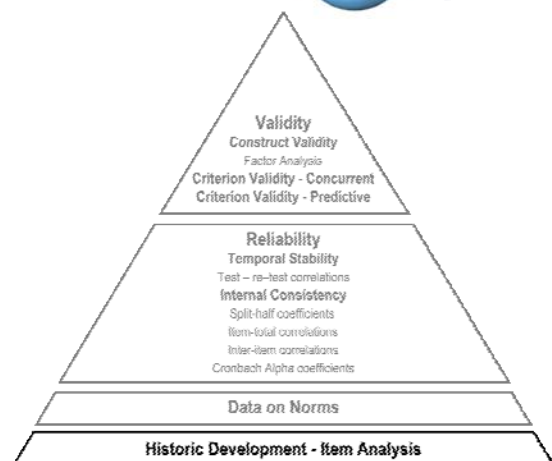 Validity
Construct Validity
Factor Analysis
Criterion Validity - Concurrent
Criterion Validity - Predictive
Reliability
Temporal Stability
Test – re–test correlations
Internal Consistency
Split-half coefficients
Item-total correlations
Inter-item correlations
Cronbach Alpha coefficients
Data on Norms
Historic Development - Item Analysis